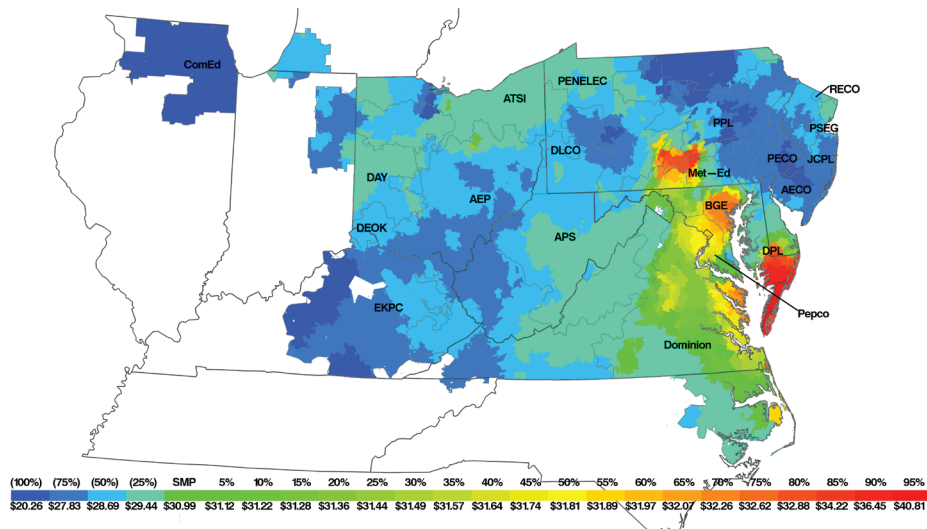 ComEd
RECO
PENELEC
ATSI
PPL
PSEG
DLCO
PECO
JCPL
Met—Ed
DAY
AECO
AEP
BGE
DEOK
APS
DPL
EKPC
Pepco
Dominion
(100%) (75%) (50%) (25%) SMP 5% 10% 15% 20% 25% 30% 35% 40% 45% 50% 55% 60% 65% 70% 75% 80% 85% 90% 95%
$20.26 $27.83 $28.69 $29.44 $30.99 $31.12 $31.22 $31.28 $31.36 $31.44 $31.49 $31.57 $31.64 $31.74 $31.81 $31.89 $31.97 $32.07 $32.26 $32.62 $32.88 $34.22 $36.45 $40.81